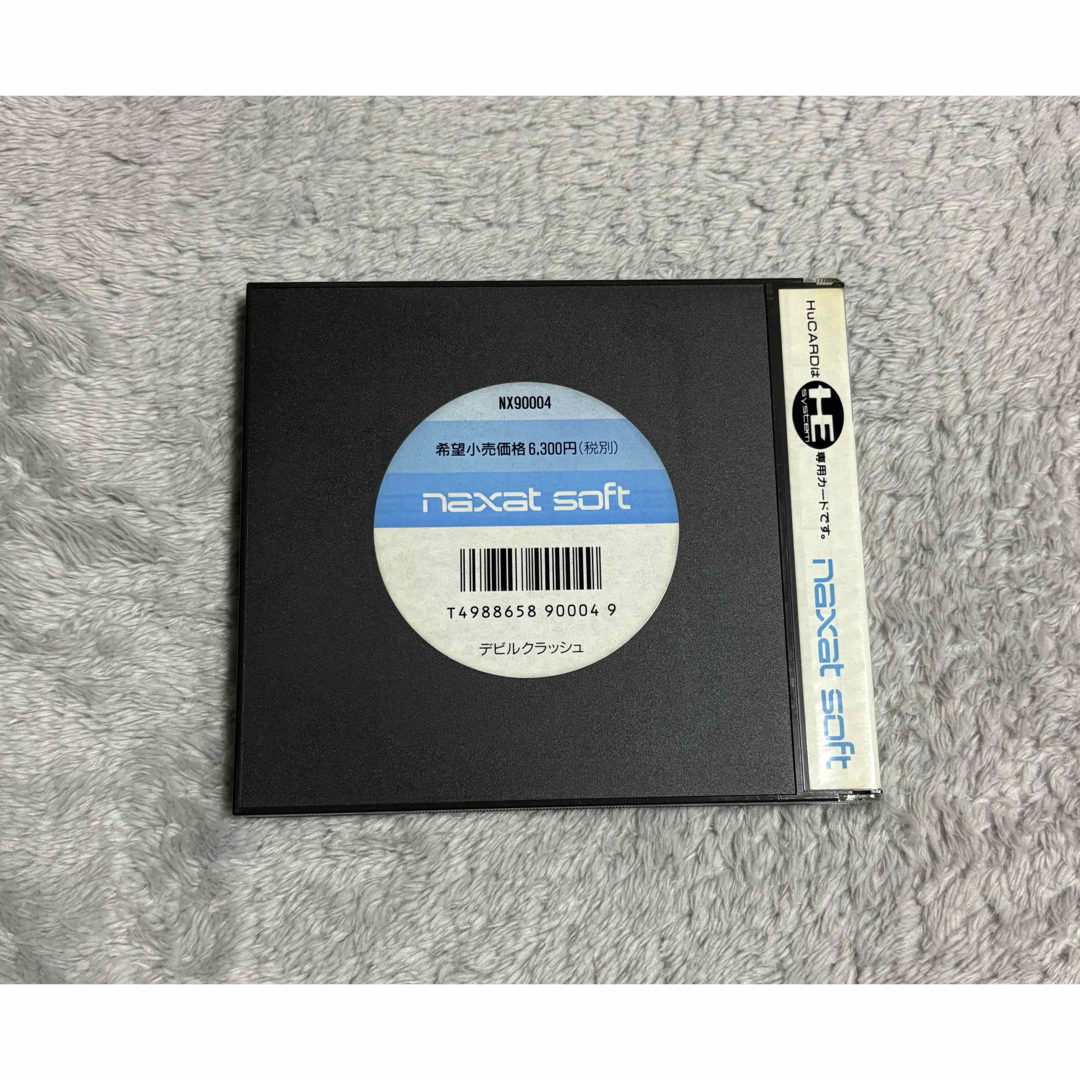 NX90004
希望小売価格6,300円(税別)
naxat soft
T4988658 90004 9
デビルクラッシュ
HuCARDは HE system 専用カードです。 naxat soft